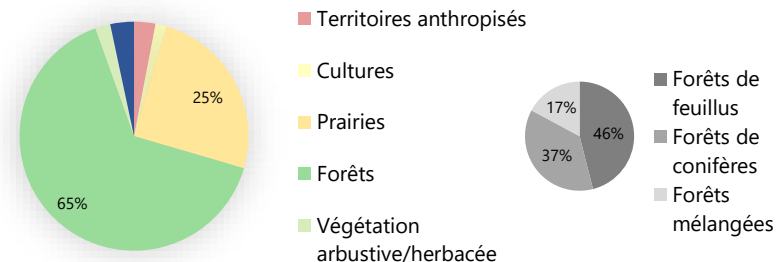 25%
65%
Territoires anthropisés
Cultures
Prairies
Forêts
Végétation
arbustive/herbacée
17%
46%
37%
Forêts de
feuillus
Forêts de
conifères
Forêts
mélangées